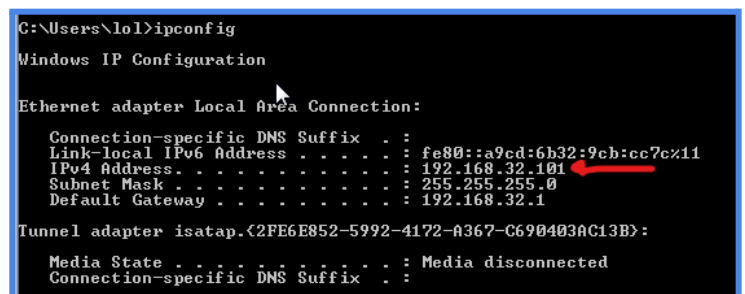 C:\Users\lol>ipconfig
Windows IP Configuration
Ethernet adapter Local Area Connection:
Connection-specific DNS Suffix  . :
Link-local IPv6 Address . . . . . : fe80::a9cd:6b32:9cb:cc7c%11
IPv4 Address. . . . . . . . . . . : 192.168.32.101
Subnet Mask . . . . . . . . . . . : 255.255.255.0
Default Gateway . . . . . . . . . : 192.168.32.1
Tunnel adapter isatap.{2FE6E852-5992-4172-A367-C690403AC13B}:
Media State . . . . . . . . . . . : Media disconnected
Connection-specific DNS Suffix  . :